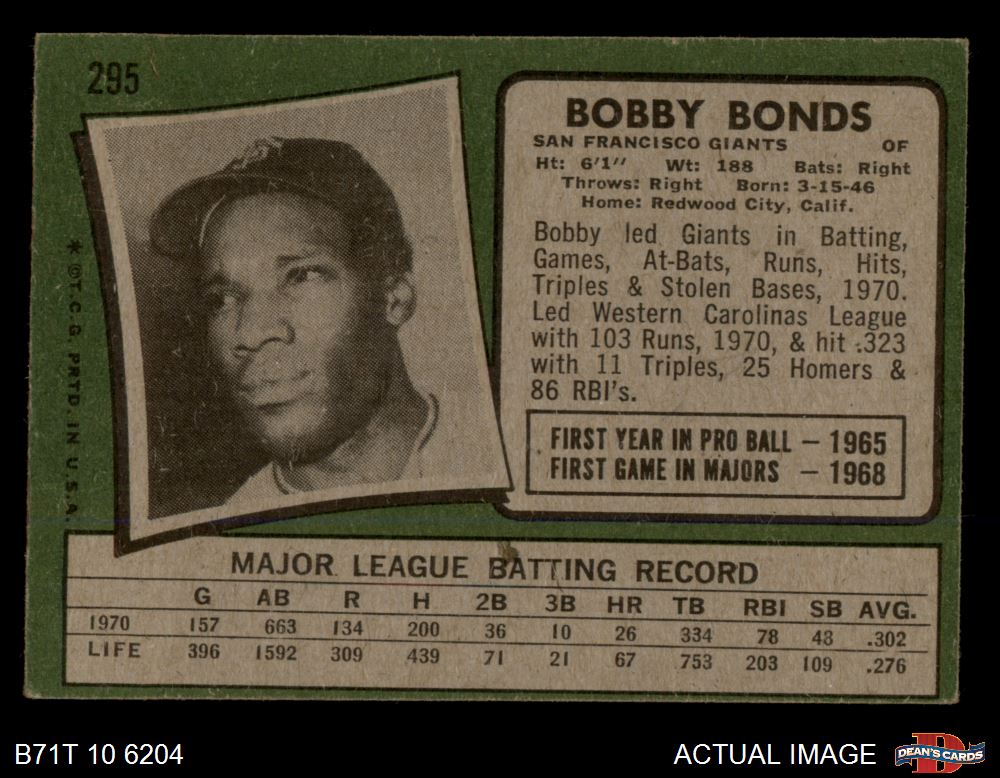 295
BOBBY BONDS
SAN FRANCISCO GIANTS OF
Ht: 6'1" Wt: 188 Bats: Right
Throws: Right Born: 3-15-46
Home: Redwood City, Calif.
Bobby led Giants in Batting,
Games, At-Bats, Runs, Hits,
Triples & Stolen Bases, 1970.
Led Western Carolinas League
with 103 Runs, 1970, & hit .323
with 11 Triples, 25 Homers &
86 RBI's.
FIRST YEAR IN PRO BALL – 1965
FIRST GAME IN MAJORS – 1968
* ©T.C.G. PRTD. IN U.S.A.
MAJOR LEAGUE BATTING RECORD
G AB R H 2B 3B HR TB RBI SB AVG.
1970 157 663 134 200 36 10 26 334 78 48 .302
LIFE 396 1592 309 439 71 21 67 753 203 109 .276
B71T 10 6204
ACTUAL IMAGE
DEAN'S CARDS